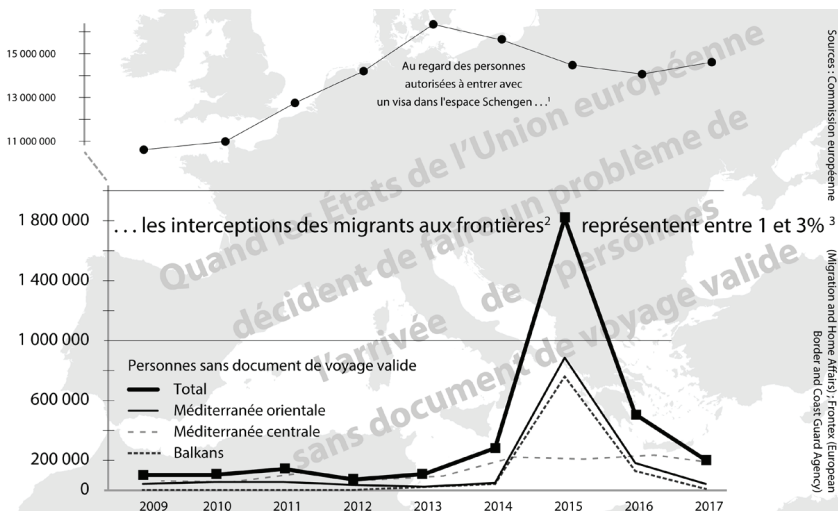 15 000 000
13 000 000
11 000 000
Au regard des personnes
autorisées à entrer avec
un visa dans l'espace Schengen . . .¹
Quand les États de l'Union européenne
décident de faire un problème de
l'arrivée de personnes
sans document de voyage valide
. . . les interceptions des migrants aux frontières² représentent entre 1 et 3% ³
1 800 000
1 400 000
1 000 000
600 000
200 000
0
Personnes sans document de voyage valide
Total
Méditerranée orientale
Méditerranée centrale
Balkans
2009 2010 2011 2012 2013 2014 2015 2016 2017
Sources : Commission européenne (Migration and Home Affairs) ; Frontex (European
Border and Coast Guard Agency)